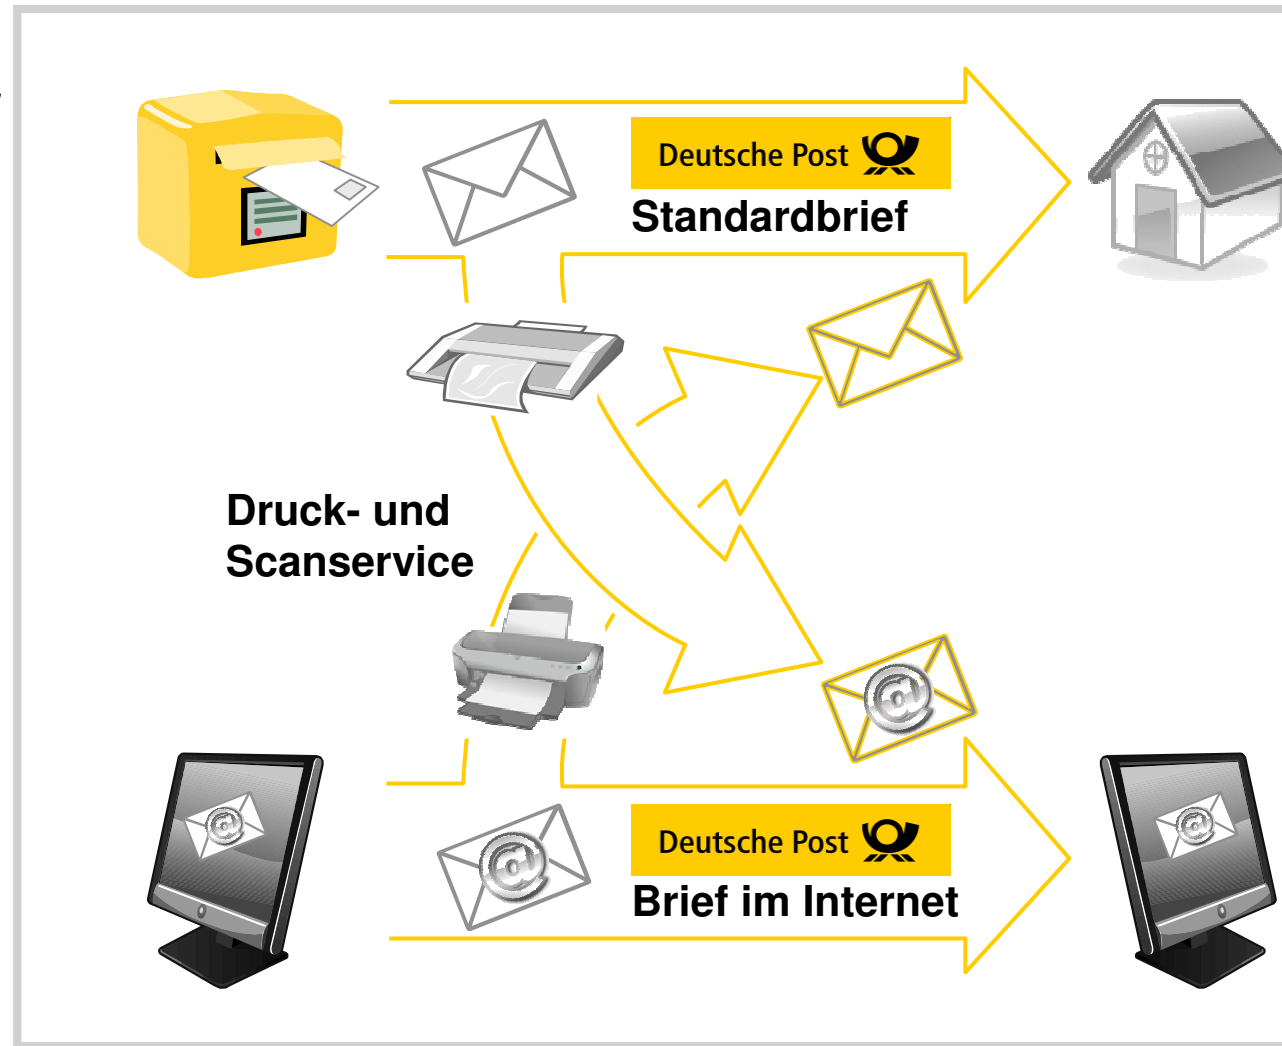 Deutsche Post
Standardbrief
Druck- und
Scanservice
Deutsche Post
Brief im Internet